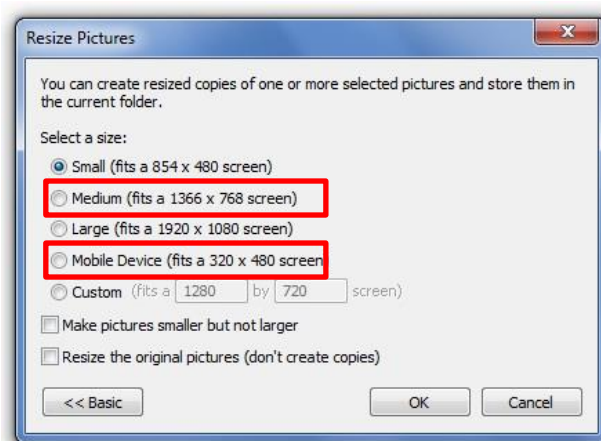 Resize Pictures
You can create resized copies of one or more selected pictures and store them in
the current folder.
Select a size:
Small (fits a 854 x 480 screen)
Medium (fits a 1366 x 768 screen)
Large (fits a 1920 x 1080 screen)
Mobile Device (fits a 320 x 480 screen
Custom (fits a 1280 by 720 screen)
Make pictures smaller but not larger
Resize the original pictures (don't create copies)
<< Basic OK Cancel